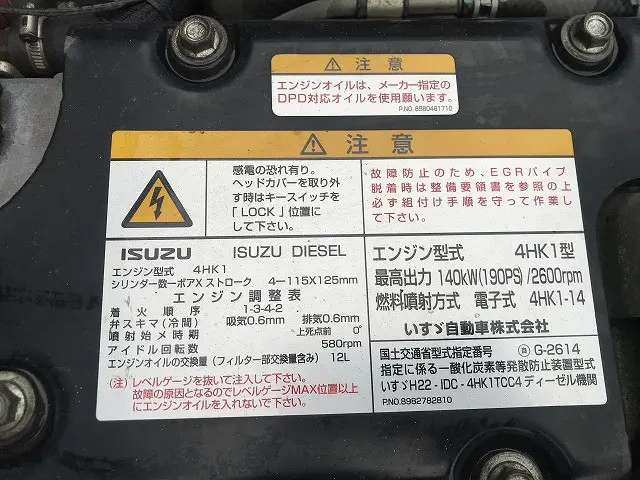 ⚠ 注意
エンジンオイルは、メーカー指定の
DPD対応オイルを使用願います。
P.NO. 8980461710
⚠ 注意
感電の恐れ有り。
ヘッドカバーを取り外
す時はキースイッチを
「LOCK」位置に
して下さい。
故障防止のため、EGRパイプ
脱着時は整備要領書を参照の上
必ず組付け手順を守って作業し
て下さい。
ISUZU ISUZU DIESEL
エンジン型式 4HK1
シリンダー数−ボアXストローク 4−115X125mm
エンジン調整表
着火順序 1-3-4-2
弁スキマ(冷間) 吸気0.6mm 排気0.6mm
噴射始メ時期 上死点前 0°
アイドル回転数 580rpm
エンジンオイルの交換量(フィルター部交換量含み) 12L
(注)レベルゲージを抜いて注入して下さい。
故障の原因となるのでレベルゲージMAX位置以上
にエンジンオイルを入れないで下さい。
エンジン型式 4HK1型
最高出力 140kW(190PS)/2600rpm
燃料噴射方式 電子式 4HK1-14
いすゞ自動車株式会社
国土交通省型式指定番号 G-2614
指定に係る一酸化炭素等発散防止装置型式
いすゞH22-IDC-4HK1TCC4ディーゼル機関
P.NO.8982782810